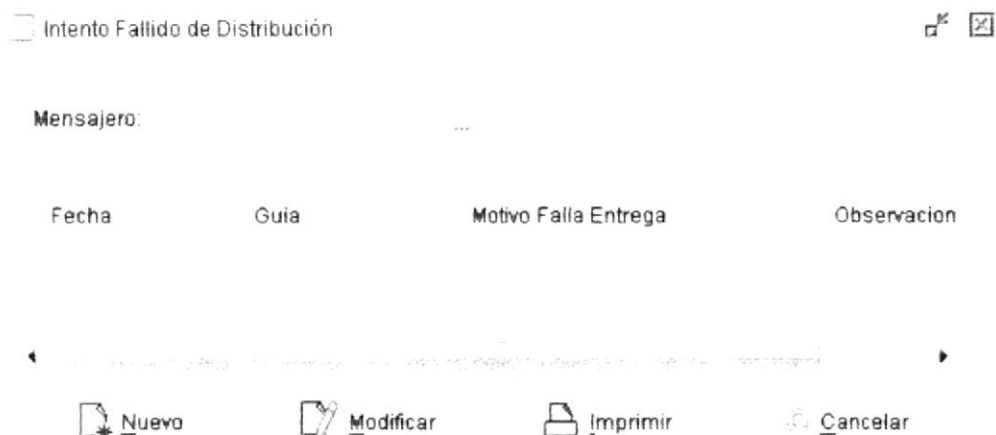 Intento Fallido de Distribución
Mensajero: ...
Fecha Guia Motivo Falla Entrega Observacion
Nuevo Modificar Imprimir Cancelar